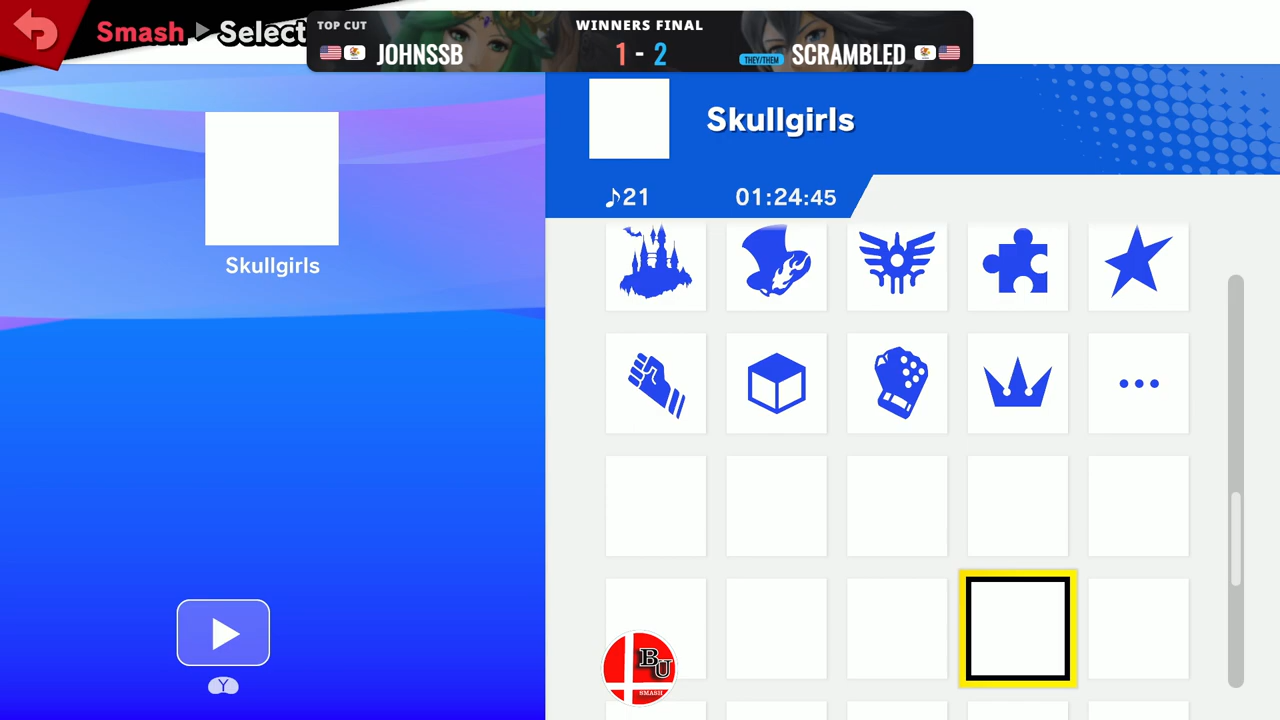 Smash Select
TOP CUT
WINNERS FINAL
JOHNSSB
1 - 2
THEY/THEM
SCRAMBLED
Skullgirls
♪21
01:24:45
Skullgirls
Y
BU
SMASH